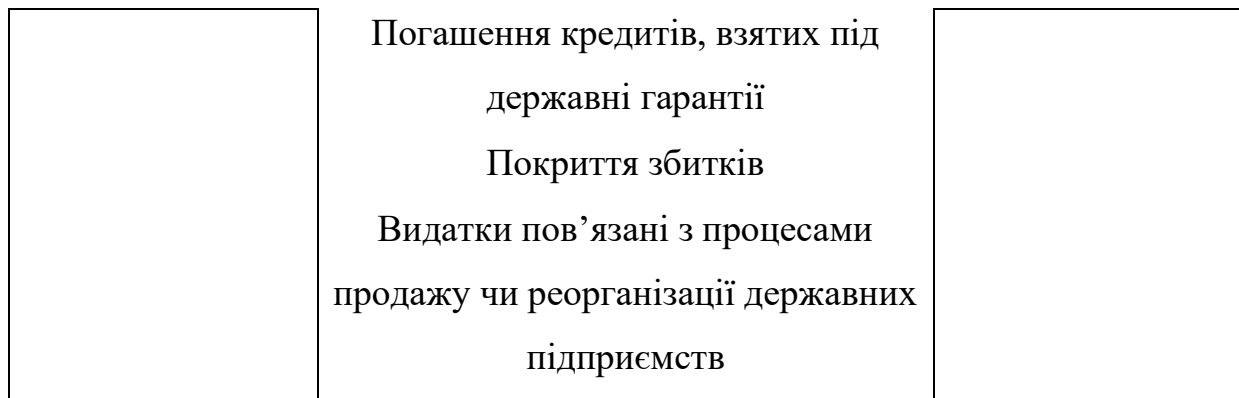 Погашення кредитів, взятих під
державні гарантії
Покриття збитків
Видатки пов’язані з процесами
продажу чи реорганізації державних
підприємств